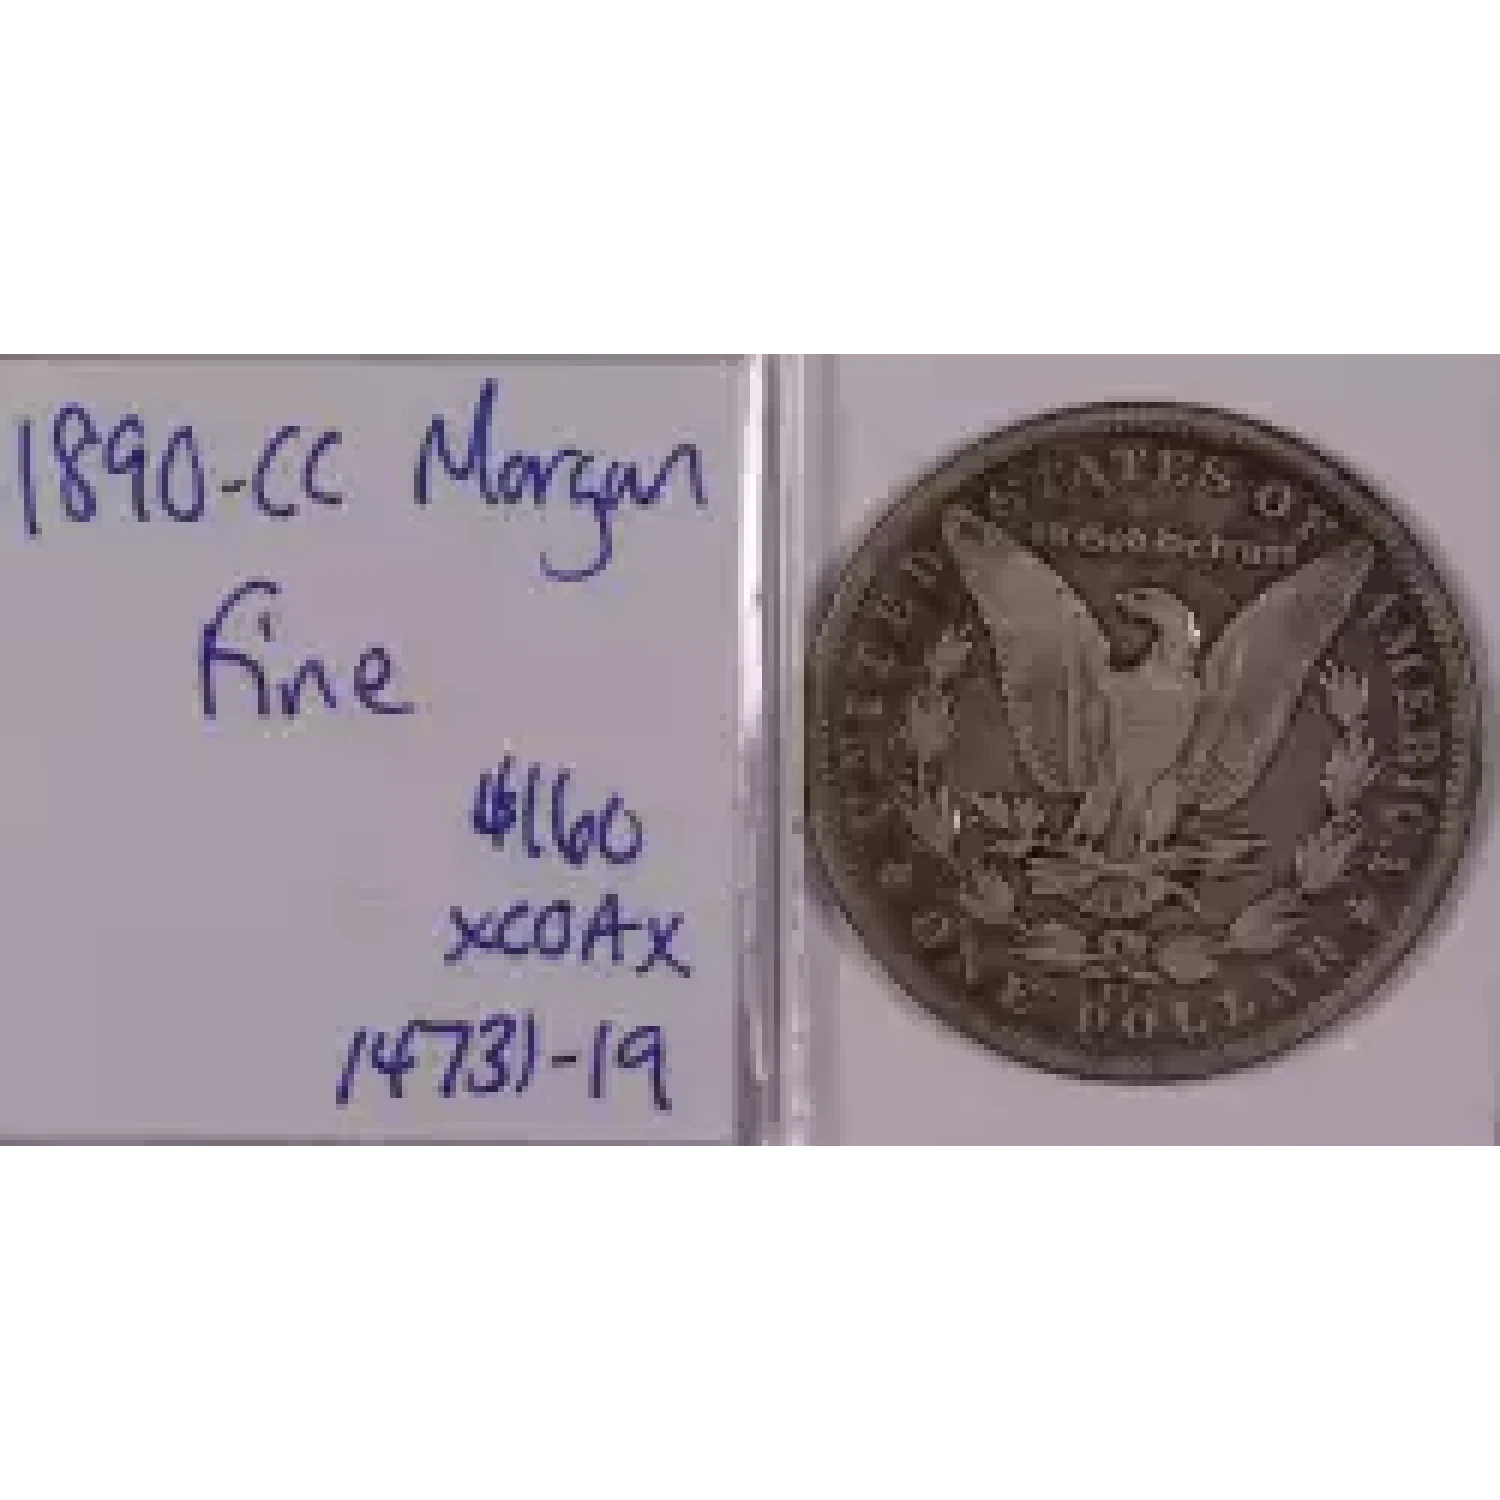 1890-CC Morgan
Fine
$160
xCOAx
14731-19
STATES OF
In God We Trust
UNITED
AMERICA
ONE DOLLAR